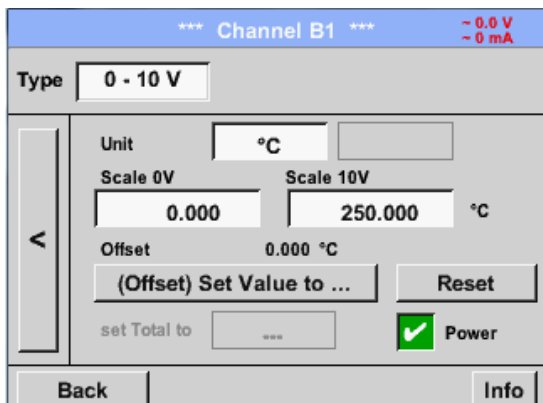 *** Channel B1 ***
~ 0.0 V
~ 0 mA
Type 0 - 10 V
Unit °C
Scale 0V Scale 10V
0.000 250.000 °C
<
Offset 0.000 °C
(Offset) Set Value to ... Reset
set Total to ---
Power
Back Info